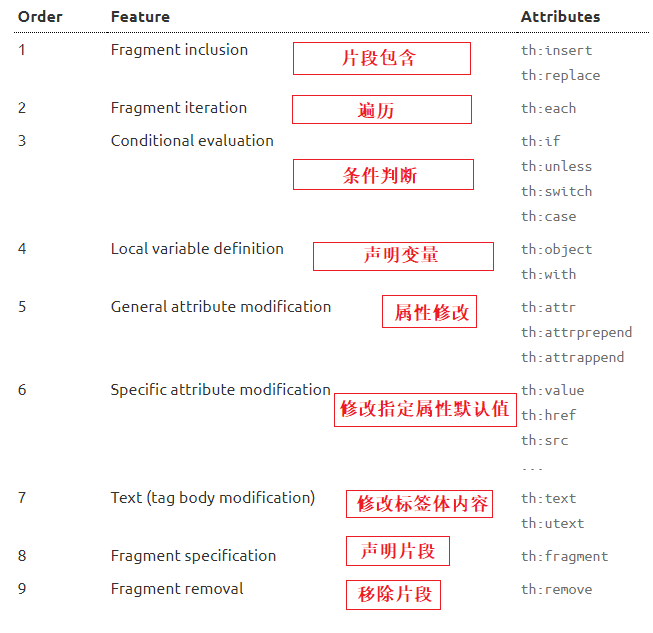 Order Feature Attributes
1 Fragment inclusion 片段包含 th:insert
th:replace
2 Fragment iteration 遍历 th:each
3 Conditional evaluation th:if
th:unless
条件判断 th:switch
th:case
4 Local variable definition 声明变量 th:object
th:with
5 General attribute modification 属性修改 th:attr
th:attrprepend
th:attrappend
6 Specific attribute modification th:value
修改指定属性默认值 th:href
th:src
...
7 Text (tag body modification) 修改标签体内容 th:text
th:utext
8 Fragment specification 声明片段 th:fragment
9 Fragment removal 移除片段 th:remove